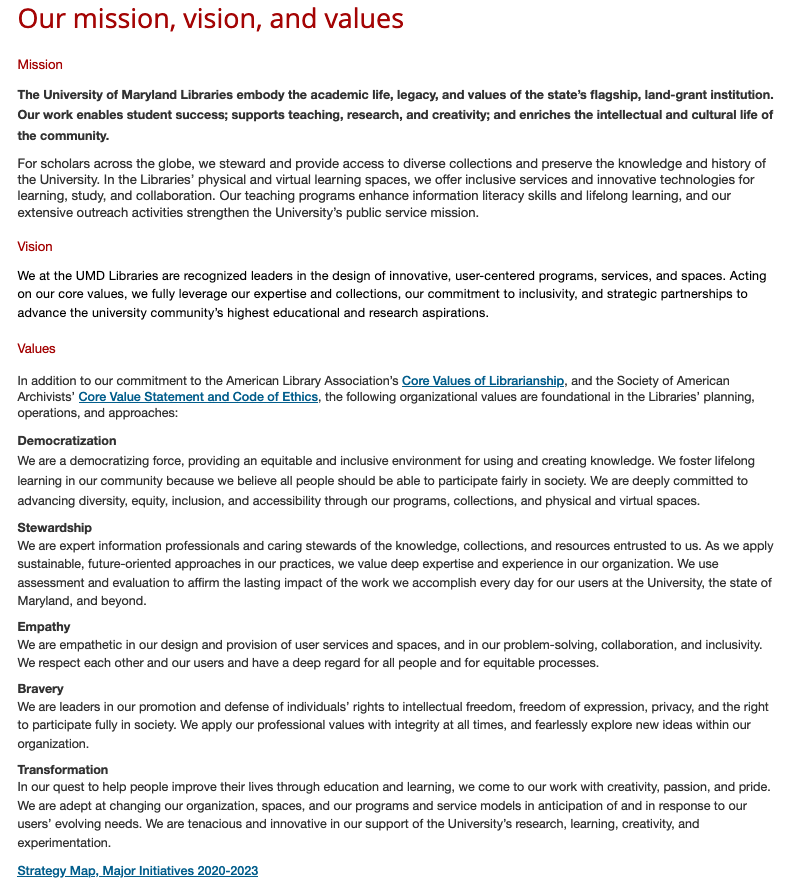 Our mission, vision, and values
Mission
The University of Maryland Libraries embody the academic life, legacy, and values of the state’s flagship, land-grant institution.
Our work enables student success; supports teaching, research, and creativity; and enriches the intellectual and cultural life of
the community.
For scholars across the globe, we steward and provide access to diverse collections and preserve the knowledge and history of
the University. In the Libraries’ physical and virtual learning spaces, we offer inclusive services and innovative technologies for
learning, study, and collaboration. Our teaching programs enhance information literacy skills and lifelong learning, and our
extensive outreach activities strengthen the University’s public service mission.
Vision
We at the UMD Libraries are recognized leaders in the design of innovative, user-centered programs, services, and spaces. Acting
on our core values, we fully leverage our expertise and collections, our commitment to inclusivity, and strategic partnerships to
advance the university community’s highest educational and research aspirations.
Values
In addition to our commitment to the American Library Association’s Core Values of Librarianship, and the Society of American
Archivists’ Core Value Statement and Code of Ethics, the following organizational values are foundational in the Libraries’ planning,
operations, and approaches:
Democratization
We are a democratizing force, providing an equitable and inclusive environment for using and creating knowledge. We foster lifelong
learning in our community because we believe all people should be able to participate fairly in society. We are deeply committed to
advancing diversity, equity, inclusion, and accessibility through our programs, collections, and physical and virtual spaces.
Stewardship
We are expert information professionals and caring stewards of the knowledge, collections, and resources entrusted to us. As we apply
sustainable, future-oriented approaches in our practices, we value deep expertise and experience in our organization. We use
assessment and evaluation to affirm the lasting impact of the work we accomplish every day for our users at the University, the state of
Maryland, and beyond.
Empathy
We are empathetic in our design and provision of user services and spaces, and in our problem-solving, collaboration, and inclusivity.
We respect each other and our users and have a deep regard for all people and for equitable processes.
Bravery
We are leaders in our promotion and defense of individuals’ rights to intellectual freedom, freedom of expression, privacy, and the right
to participate fully in society. We apply our professional values with integrity at all times, and fearlessly explore new ideas within our
organization.
Transformation
In our quest to help people improve their lives through education and learning, we come to our work with creativity, passion, and pride.
We are adept at changing our organization, spaces, and our programs and service models in anticipation of and in response to our
users’ evolving needs. We are tenacious and innovative in our support of the University’s research, learning, creativity, and
experimentation.
Strategy Map, Major Initiatives 2020-2023